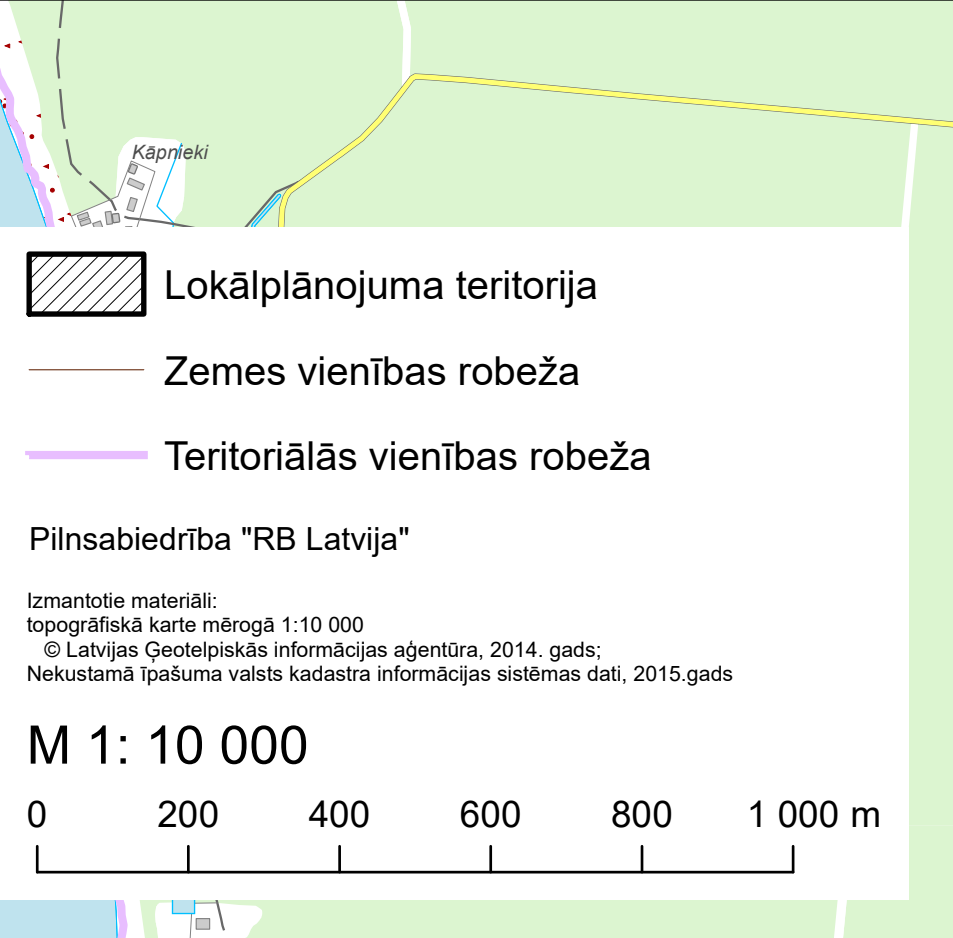 Kāpnieki
Lokālplānojuma teritorija
Zemes vienības robeža
Teritoriālās vienības robeža
Pilnsabiedrība "RB Latvija"
Izmantotie materiāli:
topogrāfiskā karte mērogā 1:10 000
© Latvijas Ģeotelpiskās informācijas aģentūra, 2014. gads;
Nekustamā īpašuma valsts kadastra informācijas sistēmas dati, 2015.gads
M 1: 10 000
0 200 400 600 800 1 000 m